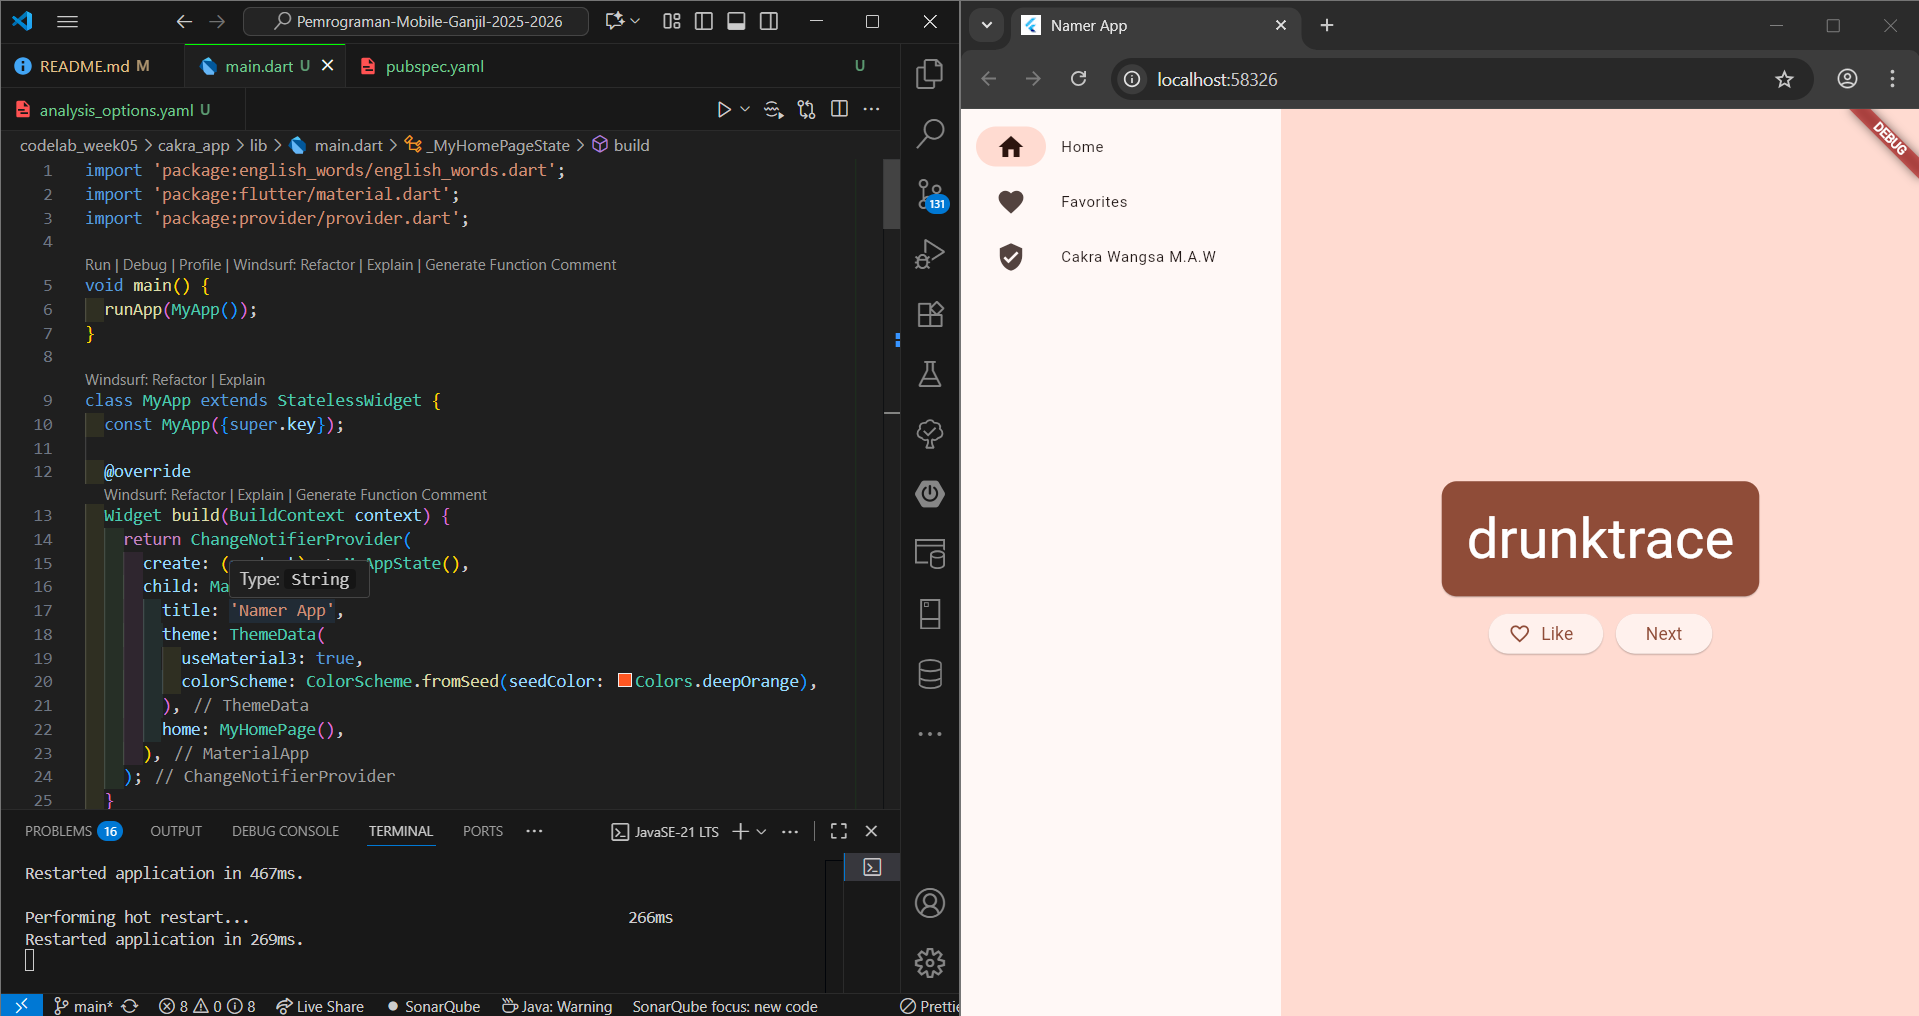 Pemrograman-Mobile-Ganjil-2025-2026
README.md M
main.dart U
pubspec.yaml U
analysis_options.yaml U
codelab_week05 > cakra_app > lib > main.dart > _MyHomePageState > build
1 import 'package:english_words/english_words.dart';
2 import 'package:flutter/material.dart';
3 import 'package:provider/provider.dart';
4
Run | Debug | Profile | Windsurf: Refactor | Explain | Generate Function Comment
5 void main() {
6 runApp(MyApp());
7 }
8
Windsurf: Refactor | Explain
9 class MyApp extends StatelessWidget {
10 const MyApp({super.key});
11
12 @override
Windsurf: Refactor | Explain | Generate Function Comment
13 Widget build(BuildContext context) {
14 return ChangeNotifierProvider(
15 create: ( AppState(),
16 child: Ma
Type: String
17 title: 'Namer App',
18 theme: ThemeData(
19 useMaterial3: true,
20 colorScheme: ColorScheme.fromSeed(seedColor: Colors.deepOrange),
21 ), // ThemeData
22 home: MyHomePage(),
23 ), // MaterialApp
24 ); // ChangeNotifierProvider
25 }
131
PROBLEMS 16 OUTPUT DEBUG CONSOLE TERMINAL PORTS
JavaSE-21 LTS
Restarted application in 467ms.
Performing hot restart... 266ms
Restarted application in 269ms.
main* 8 0 8 Live Share SonarQube Java: Warning SonarQube focus: new code Prettie
Namer App
localhost:58326
DEBUG
Home
Favorites
Cakra Wangsa M.A.W
drunktrace
Like
Next